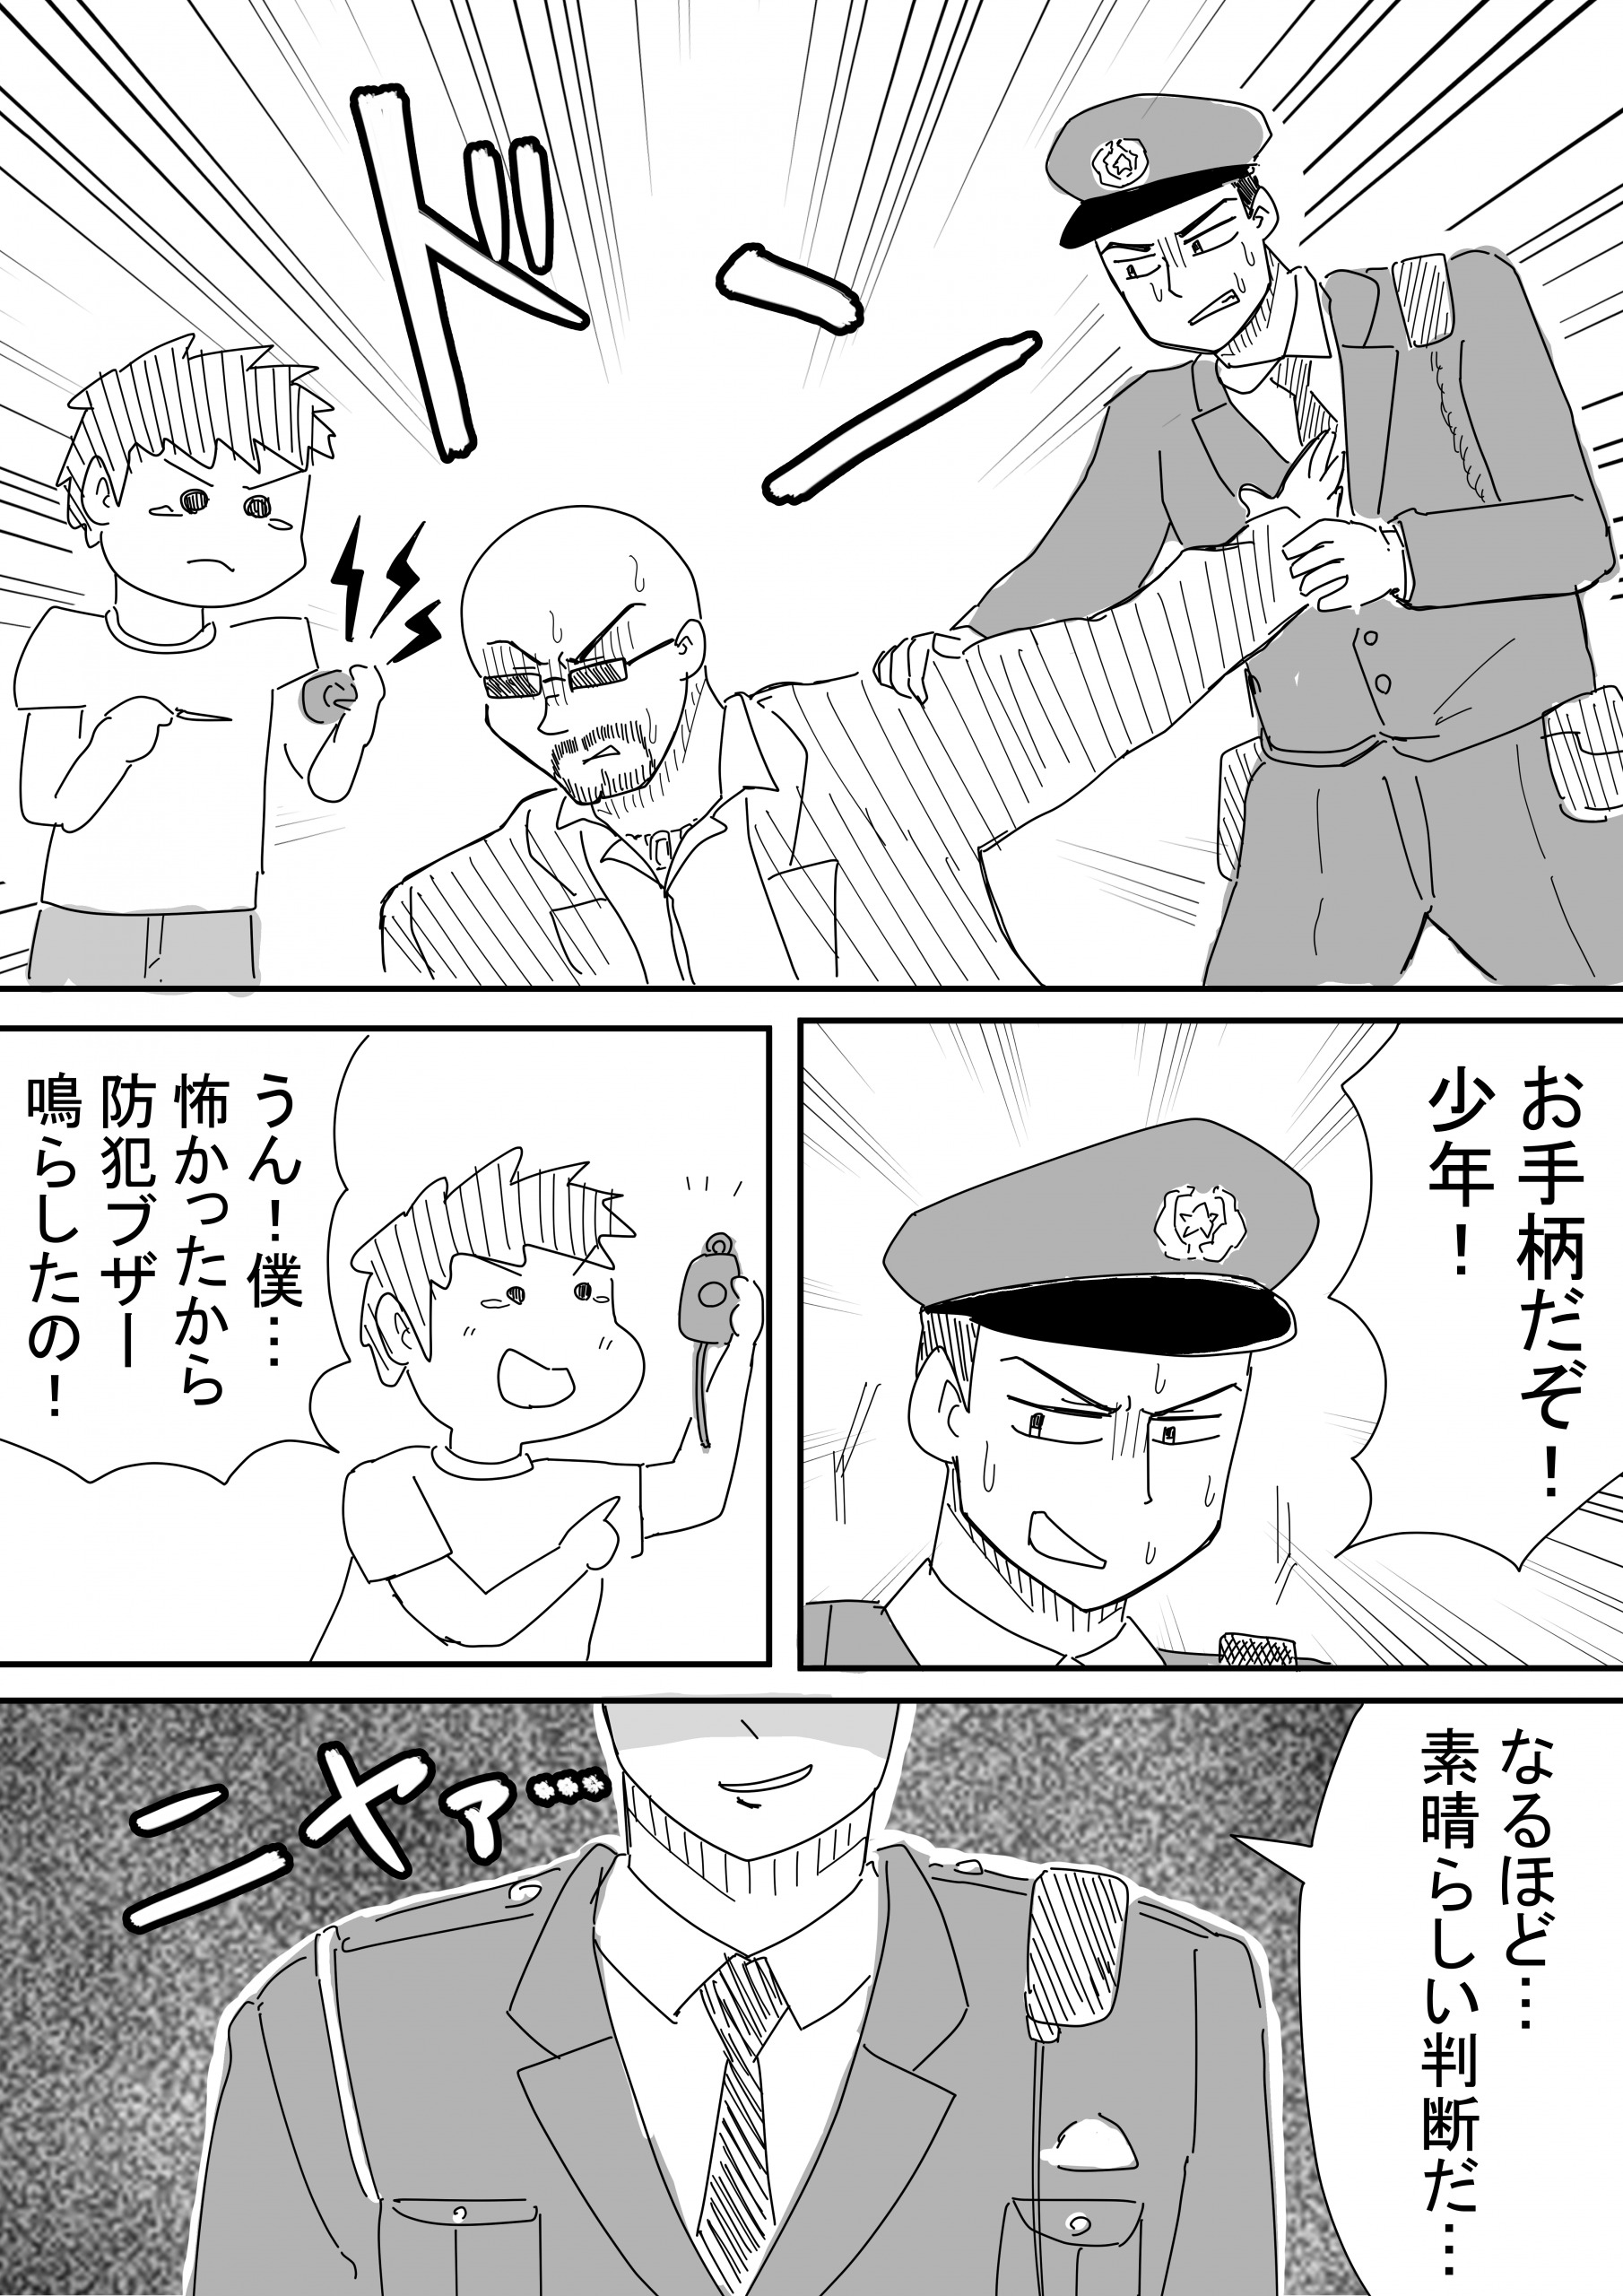 ドーン
お手柄だぞ！
少年！
うん！僕…
怖かったから
防犯ブザー
鳴らしたの！
なるほど…
素晴らしい判断だ…
ニヤァ…